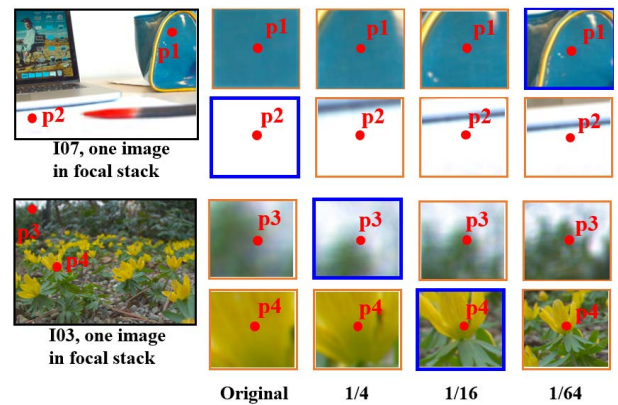 p1 p1 p1 p1 p1
p2 p2 p2 p2 p2
I07, one image
in focal stack
p3 p3 p3 p3 p3
p4 p4 p4 p4 p4
I03, one image
in focal stack
Original 1/4 1/16 1/64